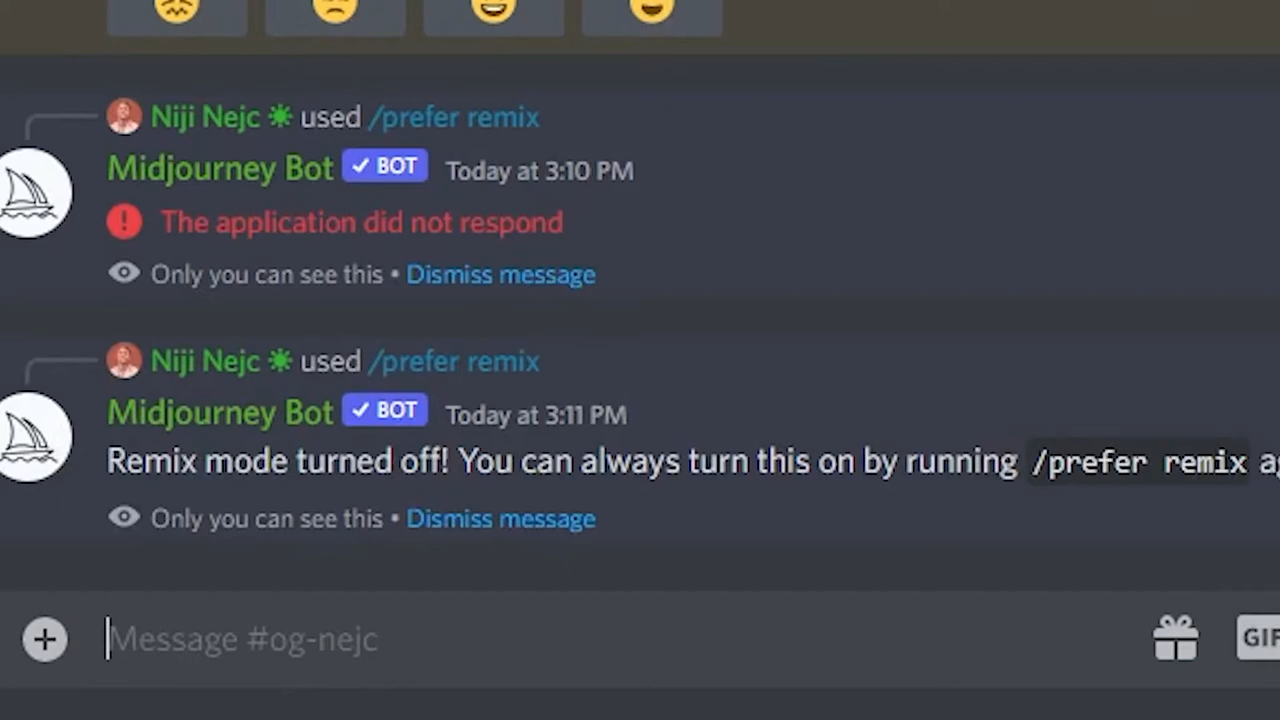 Niji Nejc used /prefer remix
Midjourney Bot BOT Today at 3:10 PM
The application did not respond
Only you can see this • Dismiss message
Niji Nejc used /prefer remix
Midjourney Bot BOT Today at 3:11 PM
Remix mode turned off! You can always turn this on by running /prefer remix
Only you can see this • Dismiss message
Message #og-nejc